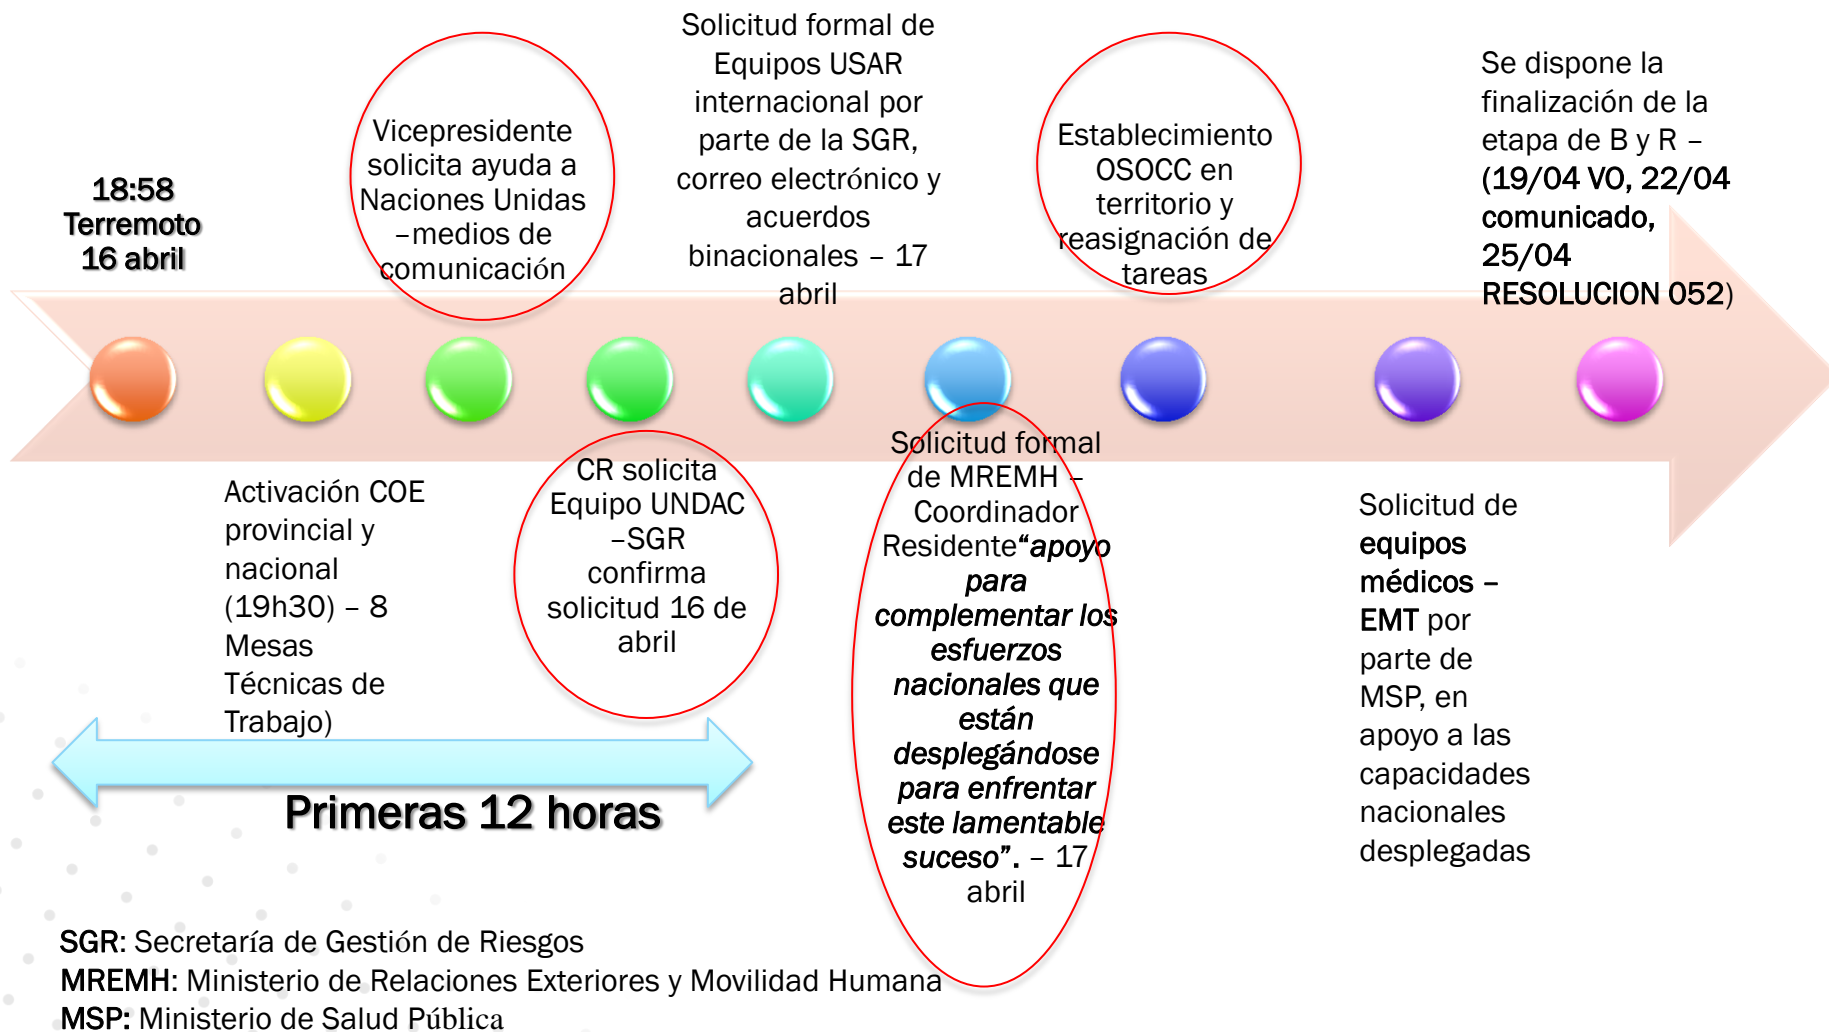 18:58
Terremoto
16 abril
Activación COE
provincial y
nacional
(19h30) – 8
Mesas
Técnicas de
Trabajo)
Vicepresidente
solicita ayuda a
Naciones Unidas
–medios de
comunicación
CR solicita
Equipo UNDAC
–SGR
confirma
solicitud 16 de
abril
Solicitud formal de
Equipos USAR
internacional por
parte de la SGR,
correo electrónico y
acuerdos
binacionales – 17
abril
Solicitud formal
de MREMH –
Coordinador
Residente“apoyo
para
complementar los
esfuerzos
nacionales que
están
desplegándose
para enfrentar
este lamentable
suceso”. – 17
abril
Establecimiento
OSOCC en
territorio y
reasignación de
tareas
Solicitud de
equipos
médicos –
EMT por
parte de
MSP, en
apoyo a las
capacidades
nacionales
desplegadas
Se dispone la
finalización de la
etapa de B y R –
(19/04 VO, 22/04
comunicado,
25/04
RESOLUCION 052)
Primeras 12 horas
SGR: Secretaría de Gestión de Riesgos
MREMH: Ministerio de Relaciones Exteriores y Movilidad Humana
MSP: Ministerio de Salud Pública